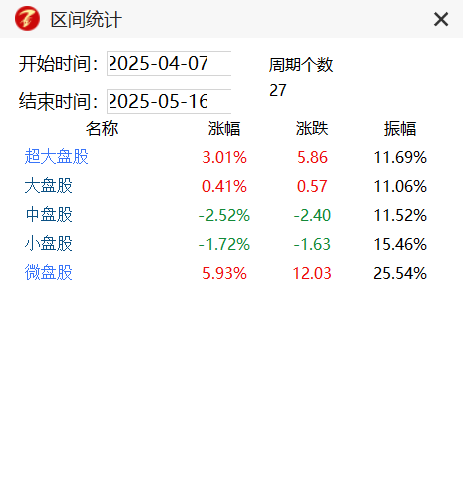 区间统计
开始时间： 2025-04-07 周期个数
27
结束时间： 2025-05-16
名称 涨幅 涨跌 振幅
超大盘股 3.01% 5.86 11.69%
大盘股 0.41% 0.57 11.06%
中盘股 -2.52% -2.40 11.52%
小盘股 -1.72% -1.63 15.46%
微盘股 5.93% 12.03 25.54%